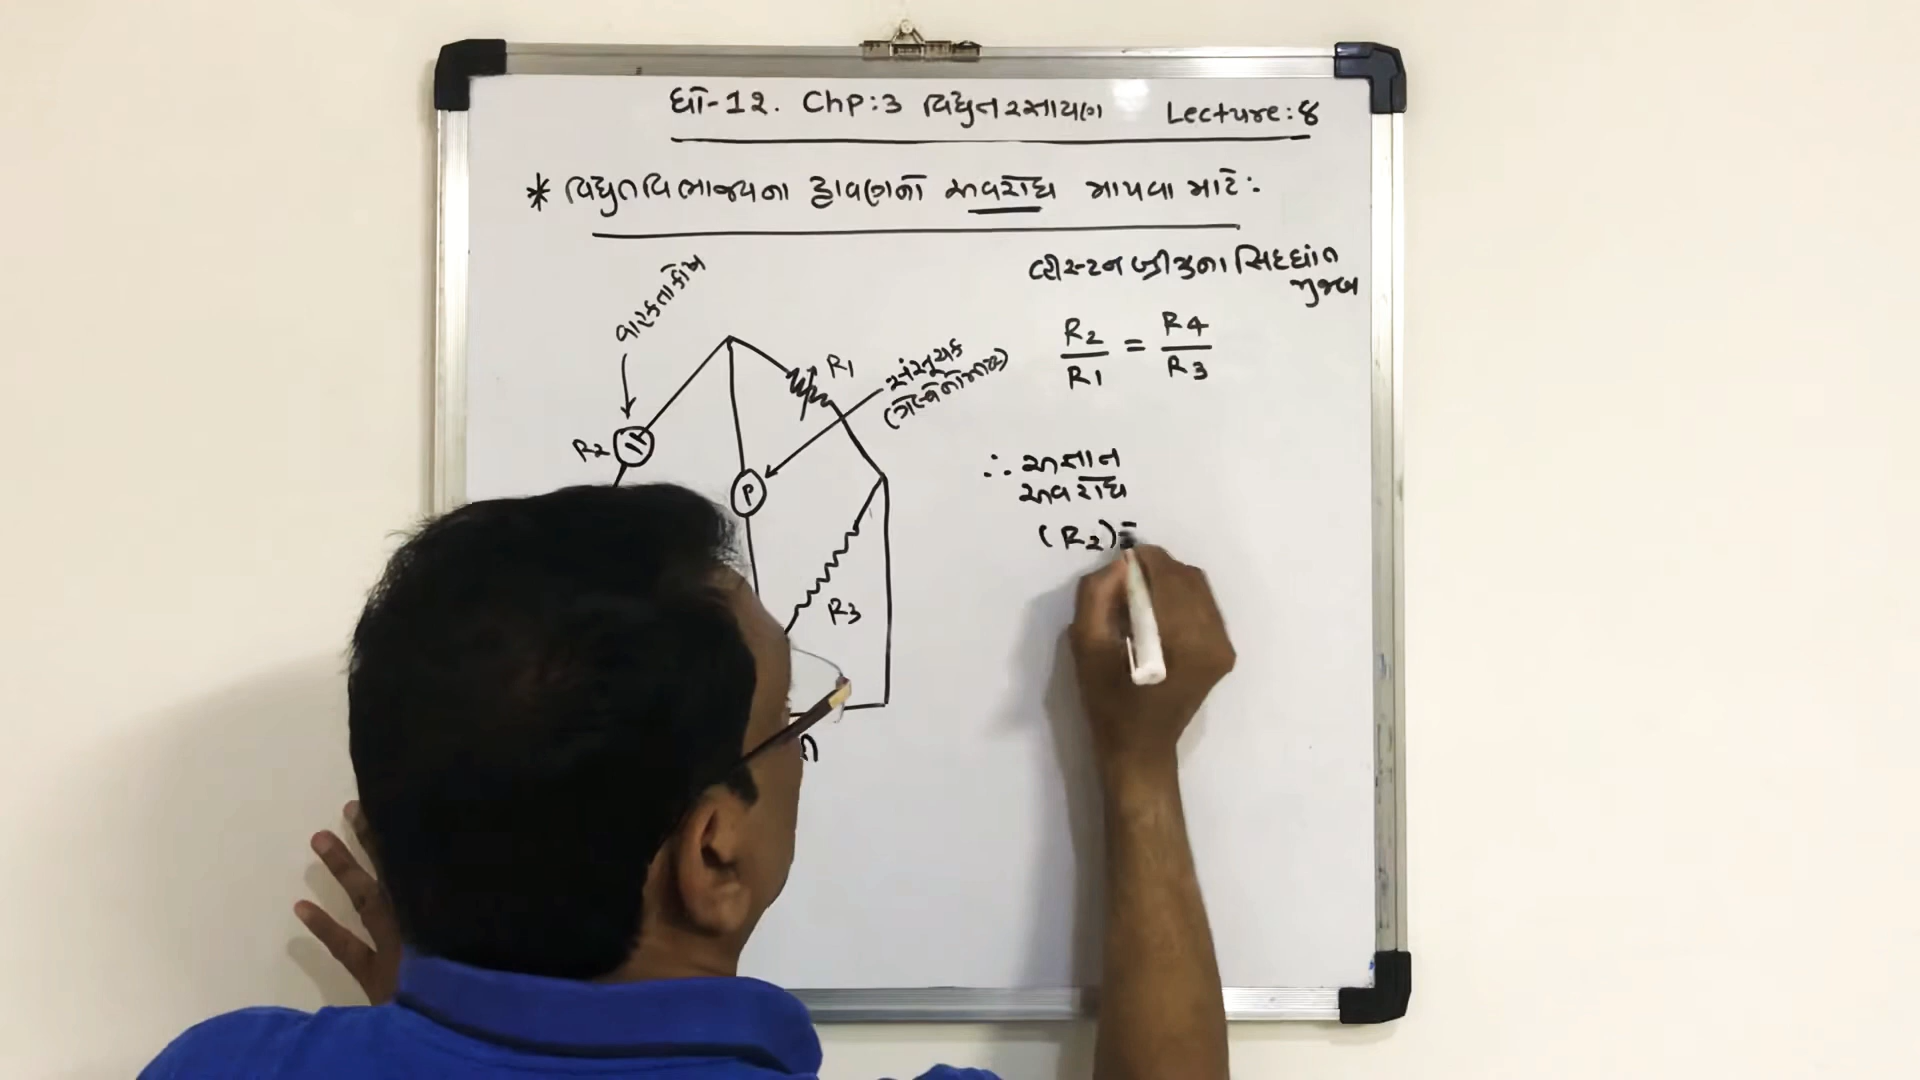 ધો-12. Chp:3 વિદ્યુતરસાયણ Lecture:8
* વિદ્યુતવિભાજ્યના દ્રાવણનો અવરોધ માપવા માટે:
વ્હીસ્ટન બ્રીજના સિદ્ધાંત
મુજબ
વાહકતાકોષ
R1
R2
P
સંસૂચક
R3
R2/R1 = R4/R3
∴ અજ્ઞાત
અવરોધ
(R2)=